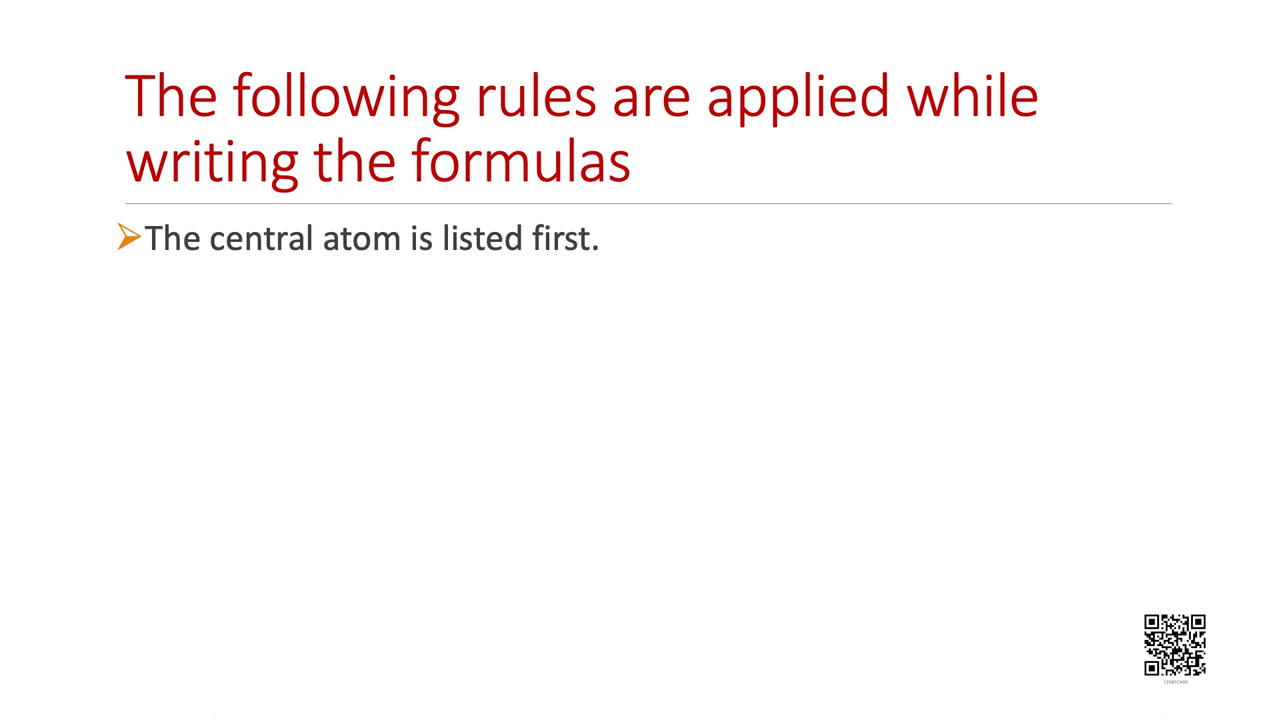 The following rules are applied while
writing the formulas
The central atom is listed first.